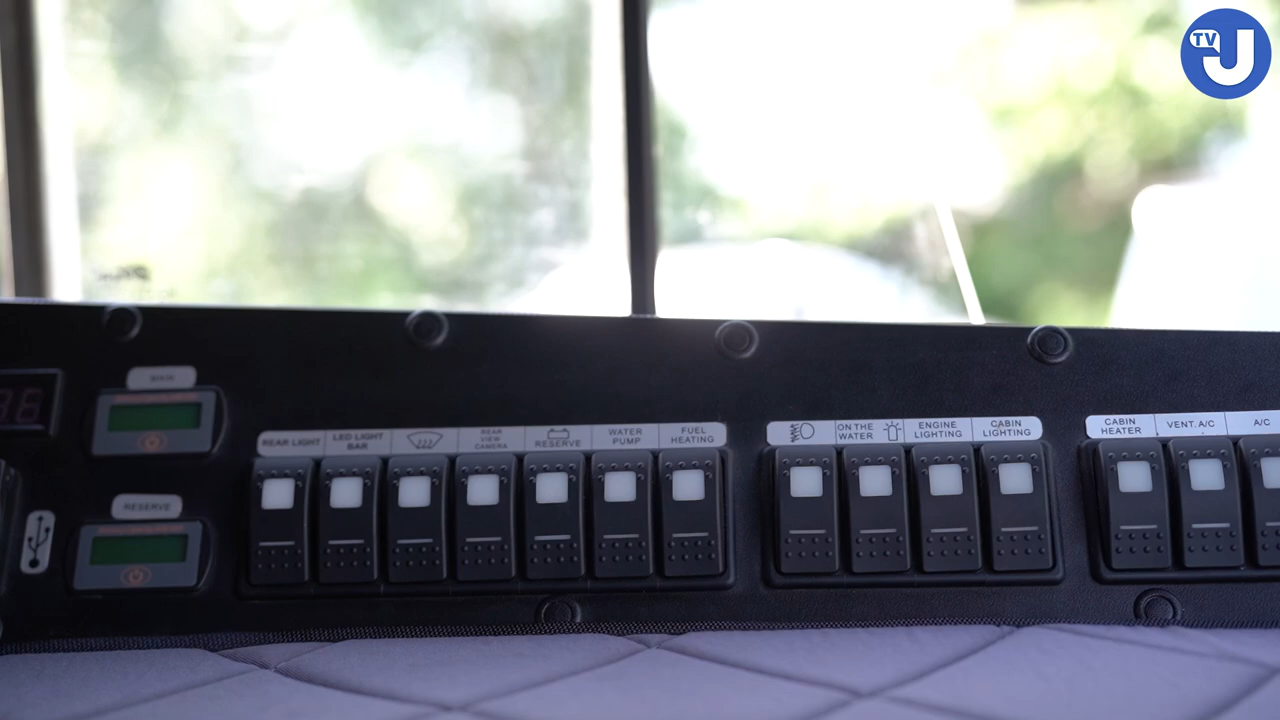 TV
J
MAIN
RESERVE
REAR LIGHT
LED LIGHT
BAR
REAR
VIEW
CAMERA
RESERVE
WATER
PUMP
FUEL
HEATING
ON THE
WATER
ENGINE
LIGHTING
CABIN
LIGHTING
CABIN
HEATER
VENT. A/C
A/C